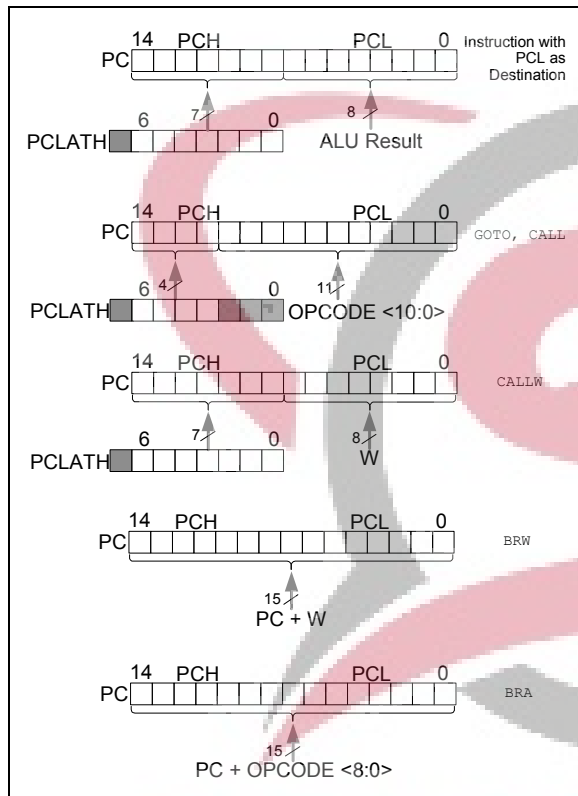 14 PCH PCL 0
PC
Instruction with
PCL as
Destination
7 8
6 0 ALU Result
PCLATH
14 PCH PCL 0
PC
GOTO, CALL
4 11
6 0
PCLATH OPCODE <10:0>
14 PCH PCL 0
PC
CALLW
7 8
6 0 W
PCLATH
14 PCH PCL 0
PC
BRW
15
PC + W
14 PCH PCL 0
PC
BRA
15
PC + OPCODE <8:0>